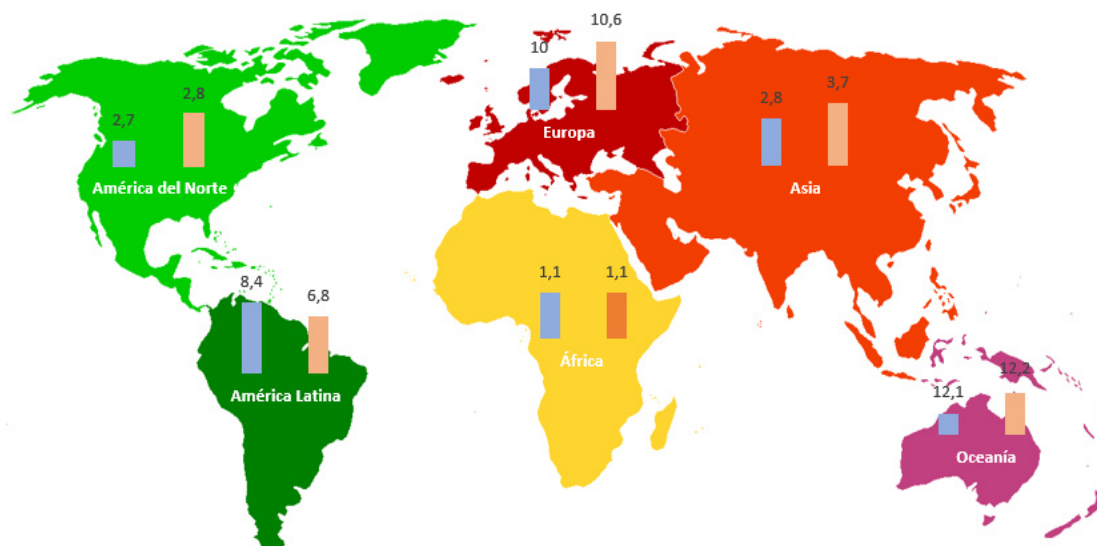 10
10,6
Europa
2,7
2,8
América del Norte
2,8
3,7
Asia
8,4
6,8
América Latina
1,1
1,1
África
12,1
12,2
Oceanía